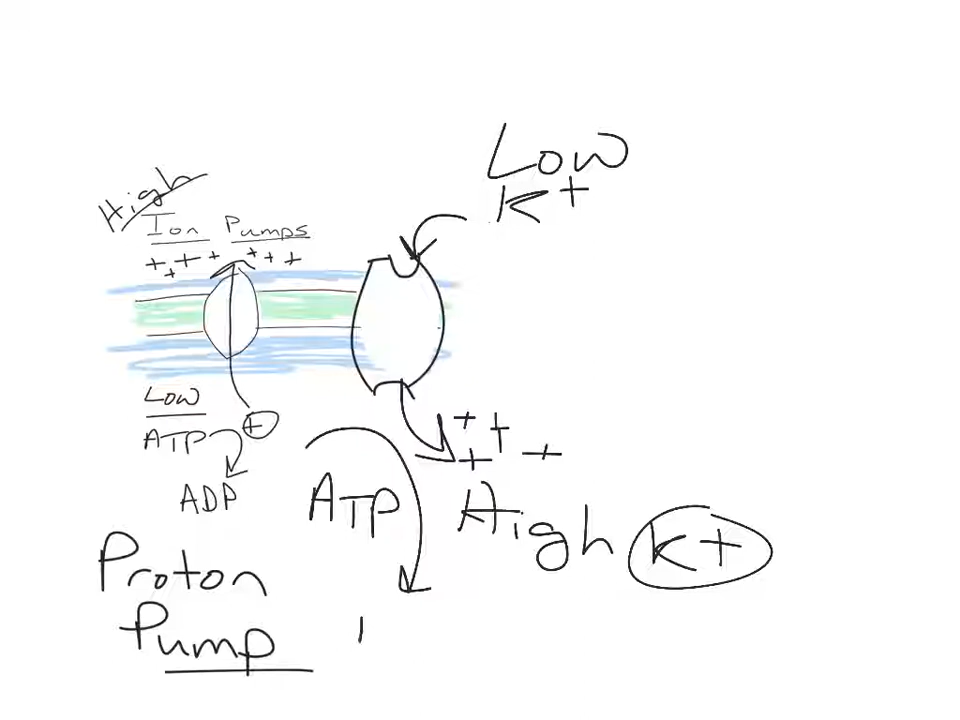 High
Ion Pumps
+ + + + + + +
Low
K+
Low
ATP
+
ADP
ATP
+ + + +
High K+
Proton
Pump